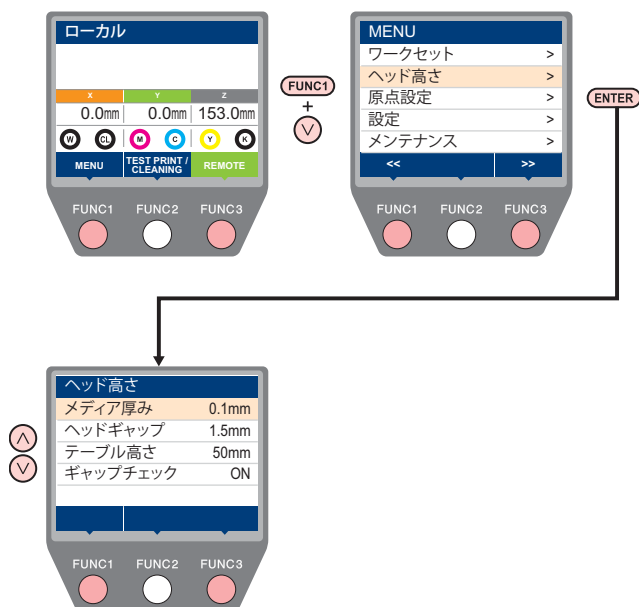 ローカル
X Y Z
0.0mm 0.0mm 153.0mm
W CL M C Y K
MENU TEST PRINT / CLEANING REMOTE
FUNC1 FUNC2 FUNC3
FUNC1
+
MENU
ワークセット >
ヘッド高さ >
原点設定 >
設定 >
メンテナンス >
<< >>
FUNC1 FUNC2 FUNC3
ENTER
ヘッド高さ
メディア厚み 0.1mm
ヘッドギャップ 1.5mm
テーブル高さ 50mm
ギャップチェック ON
FUNC1 FUNC2 FUNC3